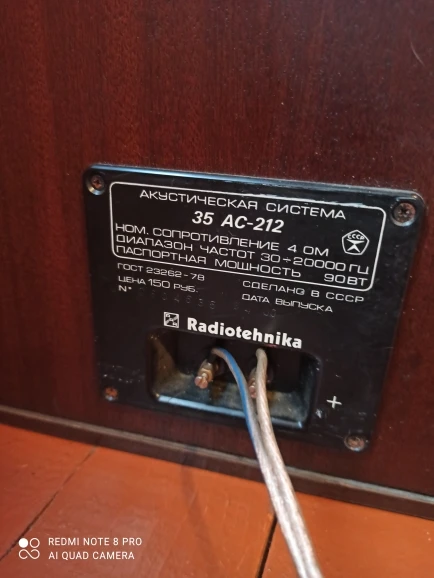 АКУСТИЧЕСКАЯ СИСТЕМА
35 АС-212
НОМ. СОПРОТИВЛЕНИЕ 4 ОМ
ДИАПАЗОН ЧАСТОТ 30÷20000 ГЦ
ПАСПОРТНАЯ МОЩНОСТЬ 90 ВТ
СССР
ГОСТ 23262-78 СДЕЛАНО В СССР
ЦЕНА 150 РУБ. ДАТА ВЫПУСКА
N°
Radiotehnika
+
REDMI NOTE 8 PRO
AI QUAD CAMERA